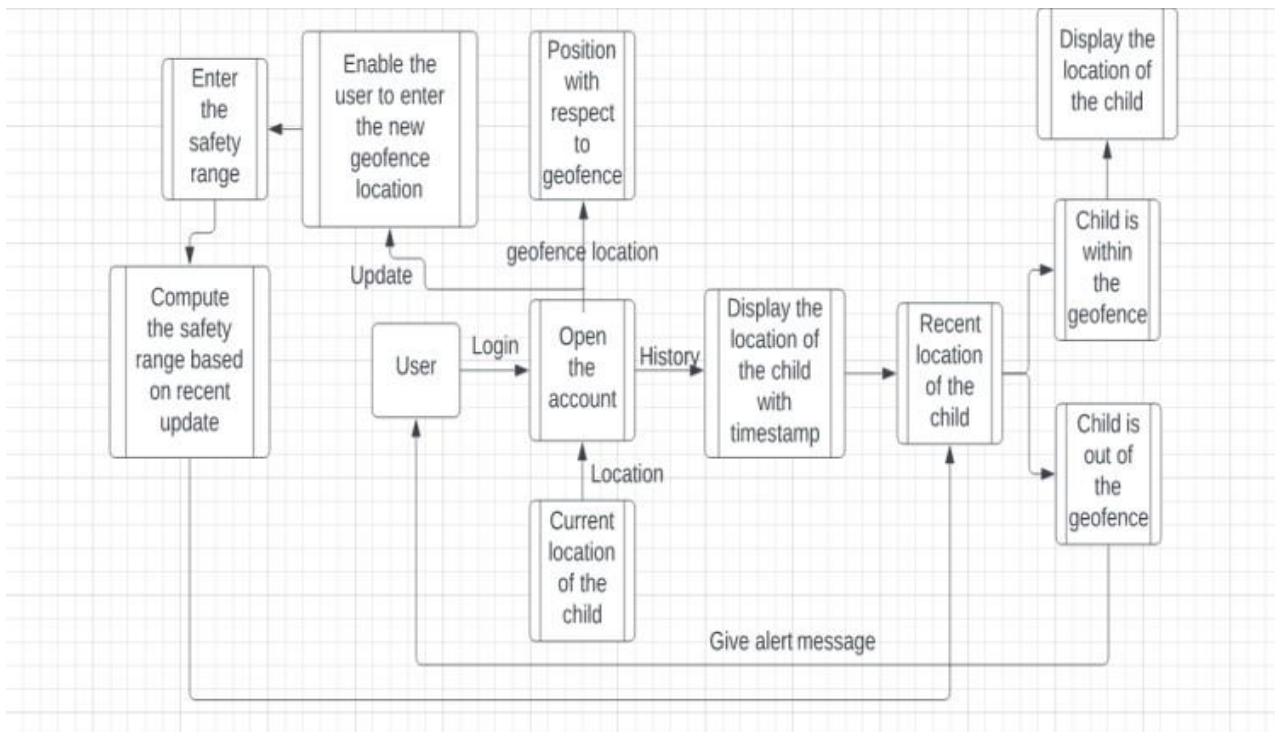 Enter
the
safety
range
Enable the
user to enter
the new
geofence
location
Position
with
respect
to
geofence
Display the
location of
the child
geofence location
Update
Child is
within
the
geofence
Compute
the safety
range based
on recent
update
User
Login
Open
the
account
History
Display the
location of
the child
with
timestamp
Recent
location
of the
child
Child is
out of
the
geofence
Location
Current
location
of the
child
Give alert message